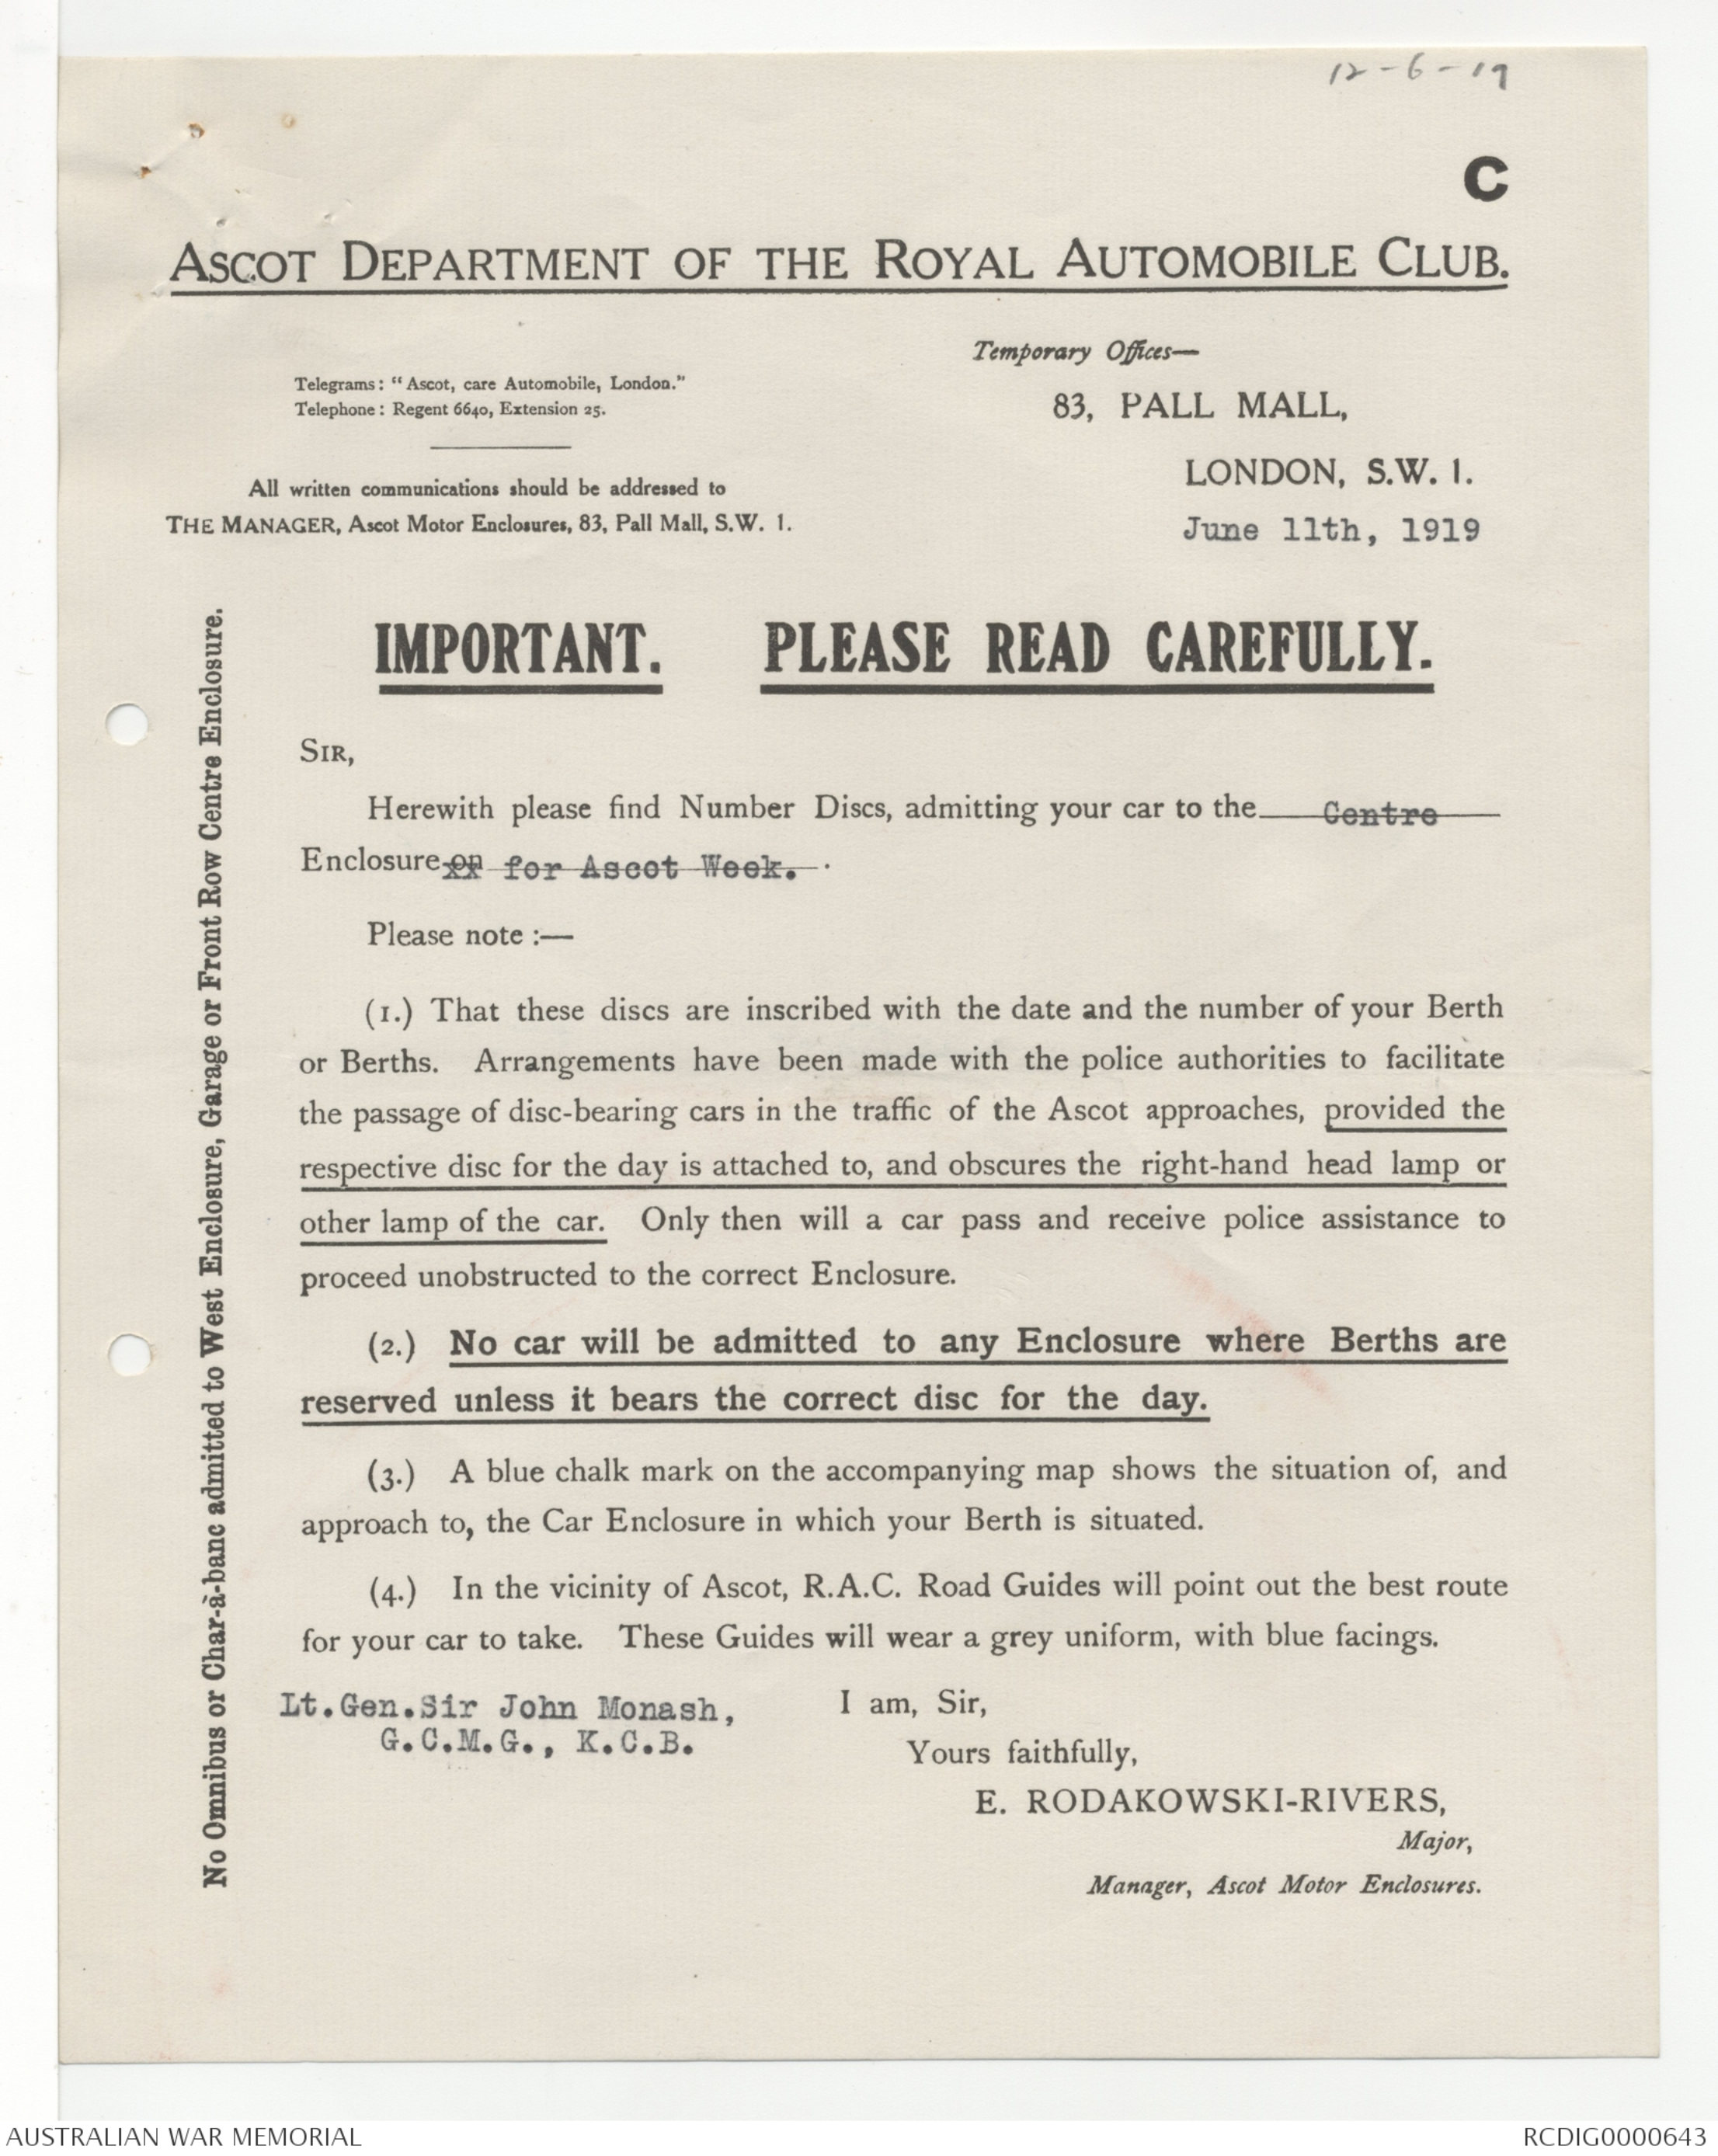 12-6-19
C
ASCOT DEPARTMENT OF THE ROYAL AUTOMOBILE CLUB.
Temporary Offices—
Telegrams: "Ascot, care Automobile, London."
Telephone: Regent 6640, Extension 25.
83, PALL MALL,
LONDON, S.W. 1.
All written communications should be addressed to
THE MANAGER, Ascot Motor Enclosures, 83, Pall Mall, S.W. 1.
June 11th, 1919
IMPORTANT. PLEASE READ CAREFULLY.
SIR,
Herewith please find Number Discs, admitting your car to the Centre
Enclosure on xx for Ascot Week. .
Please note :—
(1.) That these discs are inscribed with the date and the number of your Berth
or Berths. Arrangements have been made with the police authorities to facilitate
the passage of disc-bearing cars in the traffic of the Ascot approaches, provided the
respective disc for the day is attached to, and obscures the right-hand head lamp or
other lamp of the car. Only then will a car pass and receive police assistance to
proceed unobstructed to the correct Enclosure.
(2.) No car will be admitted to any Enclosure where Berths are
reserved unless it bears the correct disc for the day.
(3.) A blue chalk mark on the accompanying map shows the situation of, and
approach to, the Car Enclosure in which your Berth is situated.
(4.) In the vicinity of Ascot, R.A.C. Road Guides will point out the best route
for your car to take. These Guides will wear a grey uniform, with blue facings.
Lt.Gen.Sir John Monash,
G.C.M.G., K.C.B.
I am, Sir,
Yours faithfully,
E. RODAKOWSKI-RIVERS,
Major,
Manager, Ascot Motor Enclosures.
No Omnibus or Char-à-banc admitted to West Enclosure, Garage or Front Row Centre Enclosure.
AUSTRALIAN WAR MEMORIAL
RCDIG0000643